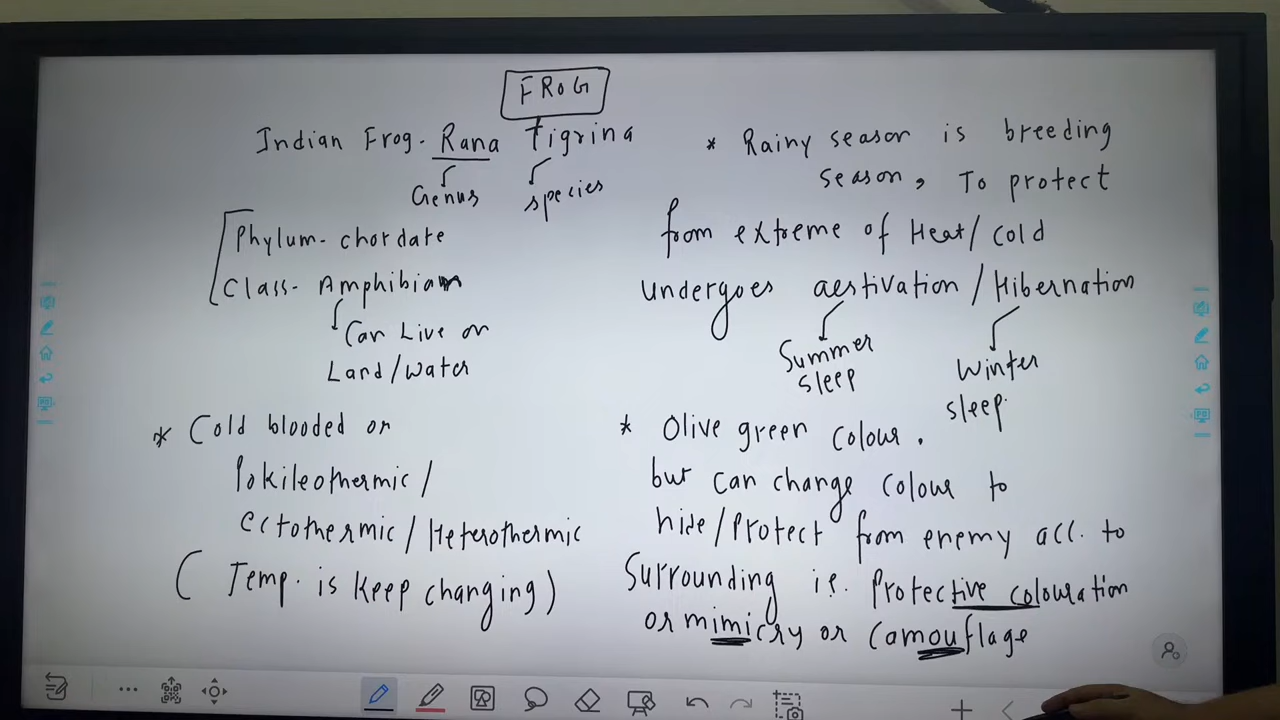 FROG
Indian Frog- Rana tigrina
Genus species
Phylum- chordate
Class- Amphibian
Can Live on
Land/Water
* Cold blooded or
Poikileothermic/
ectothermic/Heterothermic
( Temp. is keep changing)
* Rainy season is breeding
season, To protect
from extreme of Heat/cold
undergoes aestivation / Hibernation
Summer
sleep
Winter
sleep.
* Olive green colour.
but can change colour to
hide/Protect from enemy acc. to
Surrounding i.e. Protective colouration
or mimicry or Camouflage